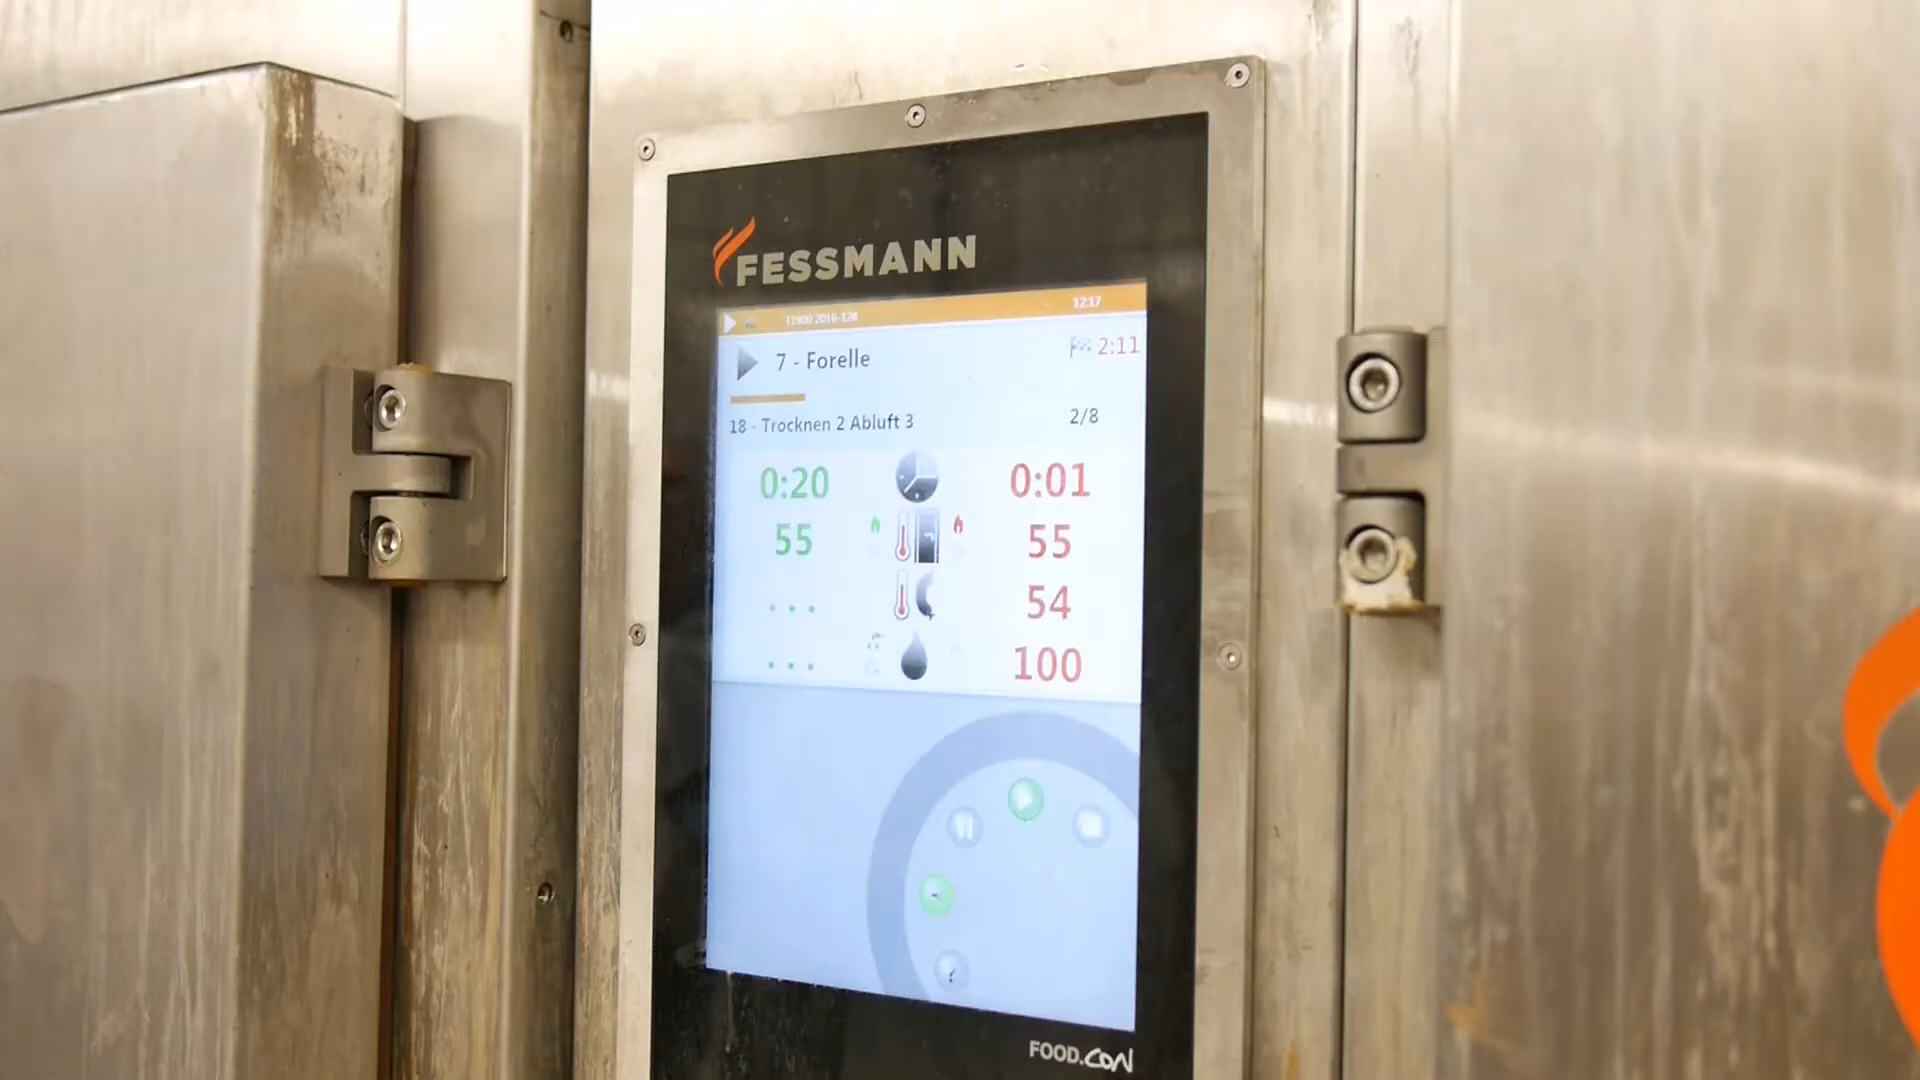 FESSMANN
12:17
7 - Forelle
2:11
18 - Trocknen 2 Abluft 3
2/8
0:20
0:01
55
55
...
54
...
100
FOOD.CON